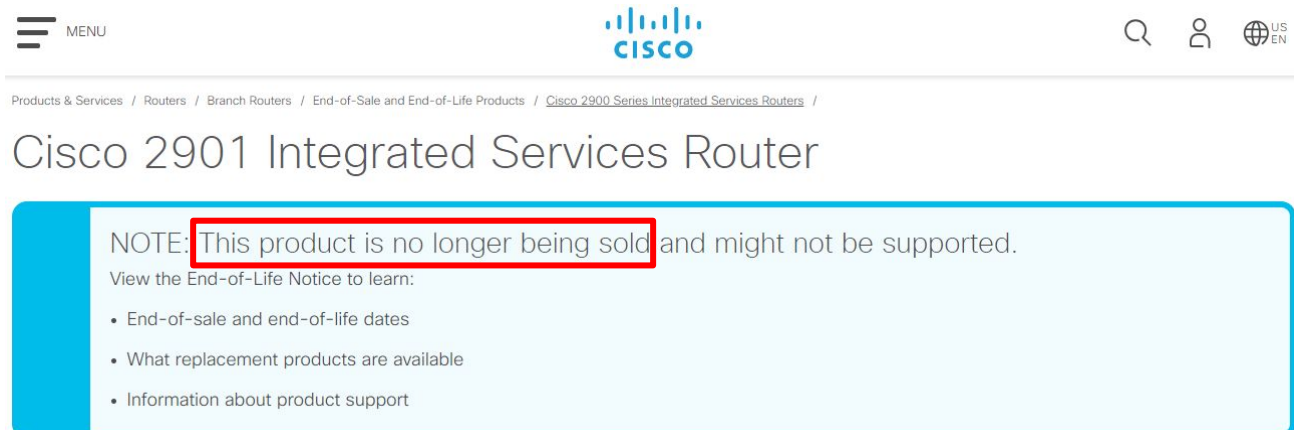 MENU
CISCO
US
EN
Products & Services / Routers / Branch Routers / End-of-Sale and End-of-Life Products / Cisco 2900 Series Integrated Services Routers /
Cisco 2901 Integrated Services Router
NOTE: This product is no longer being sold and might not be supported.
View the End-of-Life Notice to learn:
• End-of-sale and end-of-life dates
• What replacement products are available
• Information about product support